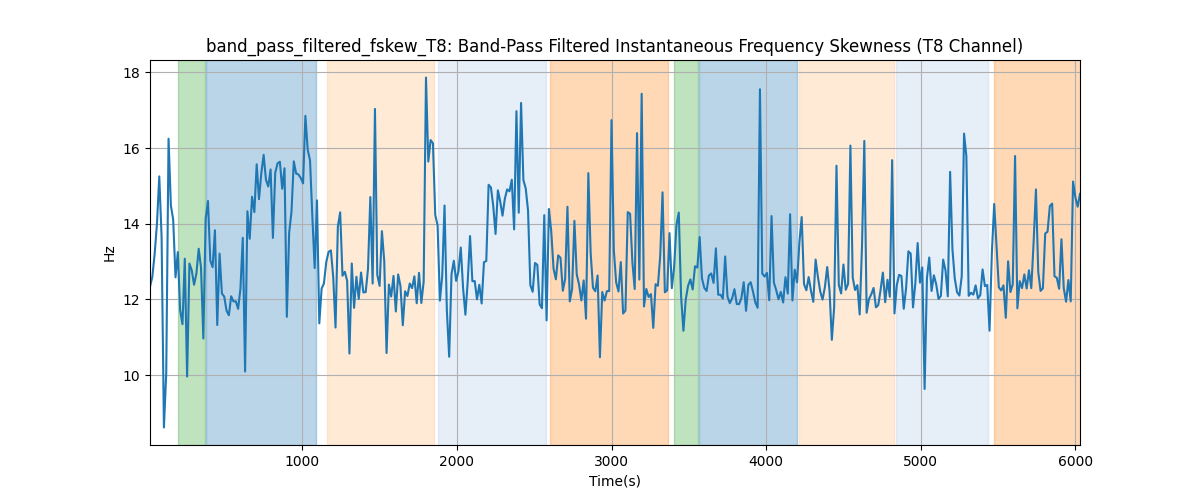 band_pass_filtered_fskew_T8: Band-Pass Filtered Instantaneous Frequency Skewness (T8 Channel)
18
16
14
12
10
Hz
1000 2000 3000 4000 5000 6000
Time(s)